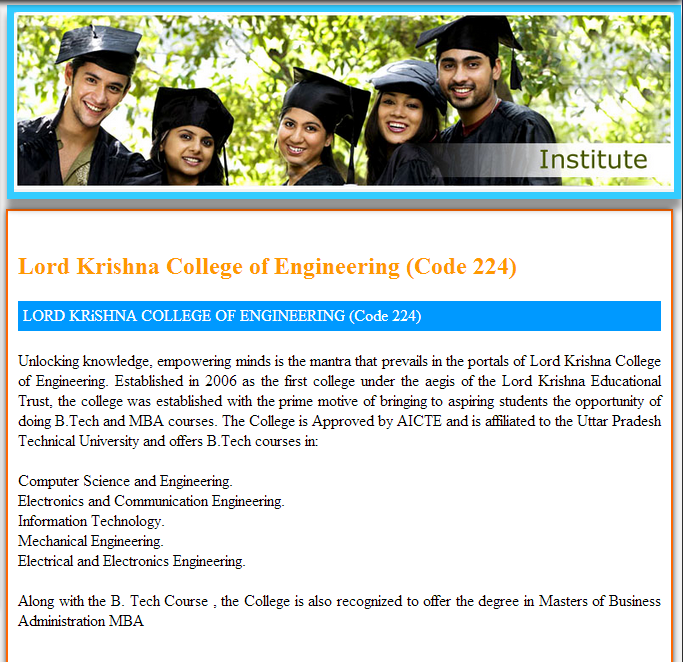 Institute
Lord Krishna College of Engineering (Code 224)
LORD KRiSHNA COLLEGE OF ENGINEERING (Code 224)
Unlocking knowledge, empowering minds is the mantra that prevails in the portals of Lord Krishna College
of Engineering. Established in 2006 as the first college under the aegis of the Lord Krishna Educational
Trust, the college was established with the prime motive of bringing to aspiring students the opportunity of
doing B.Tech and MBA courses. The College is Approved by AICTE and is affiliated to the Uttar Pradesh
Technical University and offers B.Tech courses in:
Computer Science and Engineering.
Electronics and Communication Engineering.
Information Technology.
Mechanical Engineering.
Electrical and Electronics Engineering.
Along with the B. Tech Course , the College is also recognized to offer the degree in Masters of Business
Administration MBA